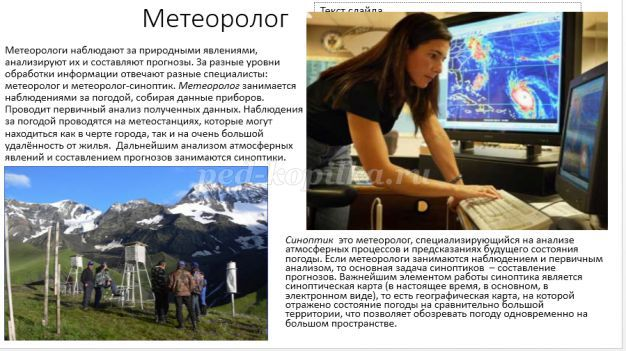 Метеоролог
Текст слайда
Метеорологи наблюдают за природными явлениями,
анализируют их и составляют прогнозы. За разные уровни
обработки информации отвечают разные специалисты:
метеоролог и метеоролог-синоптик. Метеоролог занимается
наблюдениями за погодой, собирая данные приборов.
Проводит первичный анализ полученных данных. Наблюдения
за погодой проводятся на метеостанциях, которые могут
находиться как в черте города, так и на очень большой
удалённость от жилья. Дальнейшим анализом атмосферных
явлений и составлением прогнозов занимаются синоптики.
ped-kopilka.ru
Синоптик это метеоролог, специализирующийся на анализе
атмосферных процессов и предсказаниях будущего состояния
погоды. Если метеорологи занимаются наблюдением и первичным
анализом, то основная задача синоптиков – составление
прогнозов. Важнейшим элементом работы синоптика является
синоптическая карта (в настоящее время, в основном, в
электронном виде), то есть географическая карта, на которой
отражено состояние погоды на сравнительно большой
территории, что позволяет обозревать погоду одновременно на
большом пространстве.